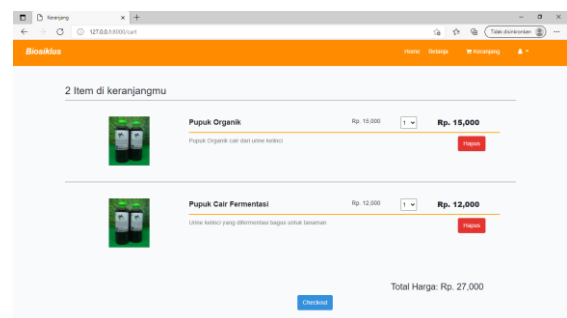 Keranjang
127.0.0.1:8000/cart
Tidak disinkronkan
Biosiklus
Home Belanja Keranjang
2 Item di keranjangmu
Pupuk Organik Rp. 15,000 1 Rp. 15,000
Pupuk Organik cair dari urine kelinci
Hapus
Pupuk Cair Fermentasi Rp. 12,000 1 Rp. 12,000
Urine kelinci yang difermentasi bagus untuk tanaman
Hapus
Total Harga: Rp. 27,000
Checkout